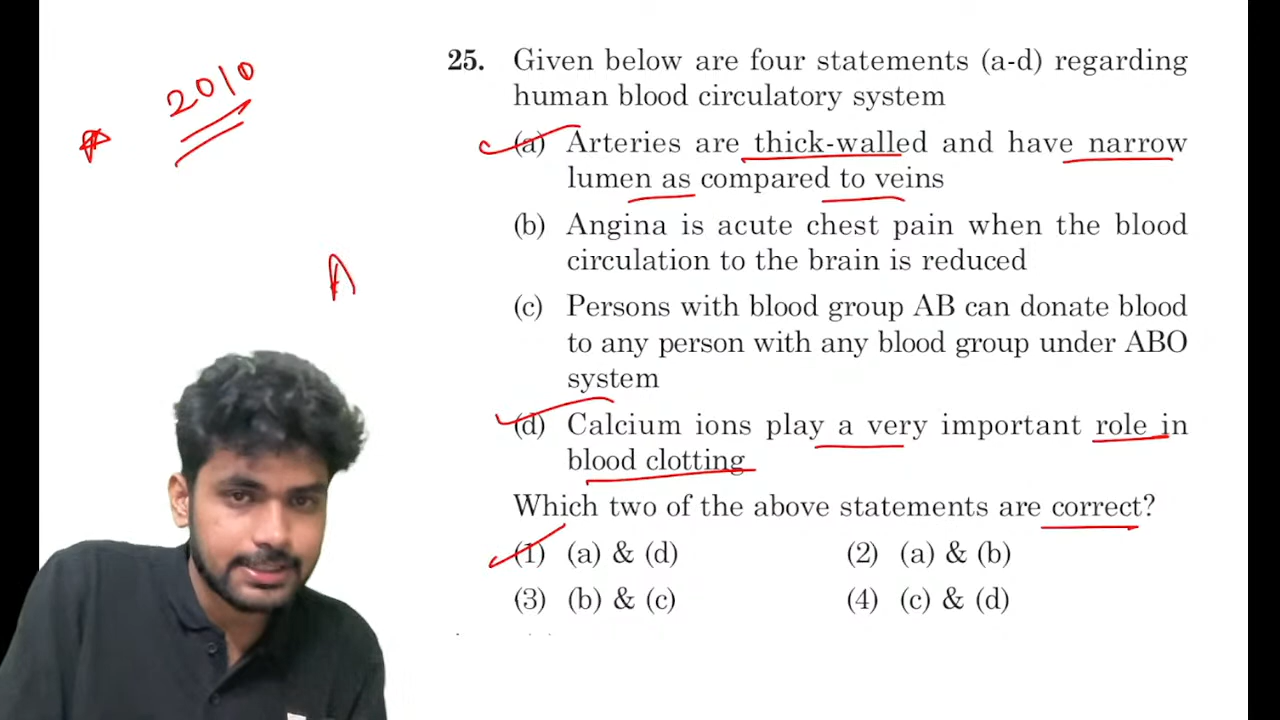 2010
A
25. Given below are four statements (a-d) regarding
human blood circulatory system
(a) Arteries are thick-walled and have narrow
lumen as compared to veins
(b) Angina is acute chest pain when the blood
circulation to the brain is reduced
(c) Persons with blood group AB can donate blood
to any person with any blood group under ABO
system
(d) Calcium ions play a very important role in
blood clotting
Which two of the above statements are correct?
(1) (a) & (d) (2) (a) & (b)
(3) (b) & (c) (4) (c) & (d)